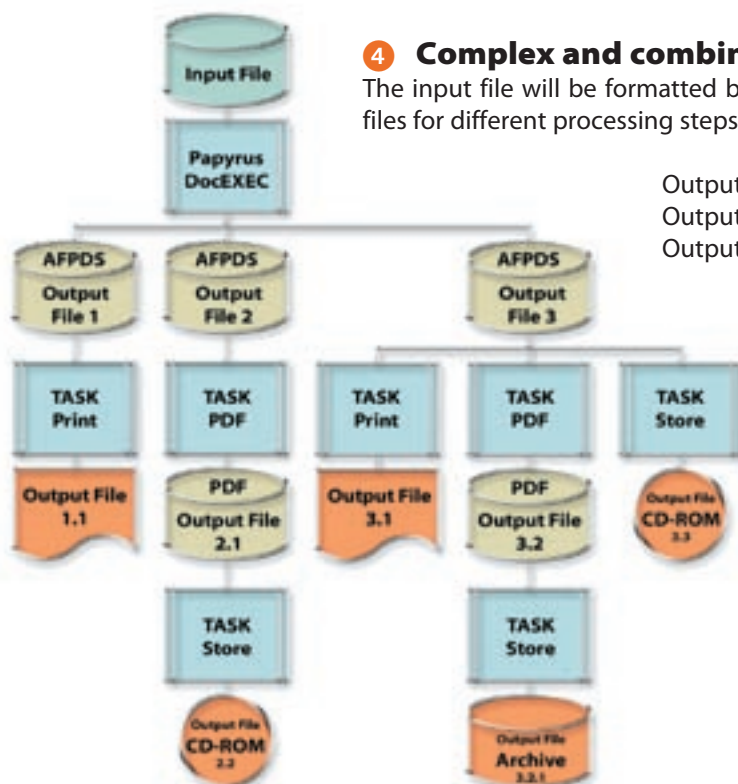 4 Complex and combin
The input file will be formatted b
files for different processing steps
Output
Output
Output
Input File
Papyrus
DocEXEC
AFPDS
Output
File 1
AFPDS
Output
File 2
AFPDS
Output
File 3
TASK
Print
TASK
PDF
TASK
Print
TASK
PDF
TASK
Store
Output File
1.1
PDF
Output File
2.1
Output File
3.1
PDF
Output File
3.2
Output File
CD-ROM
3.3
TASK
Store
TASK
Store
Output File
CD-ROM
2.2
Output File
Archive
3.2.1